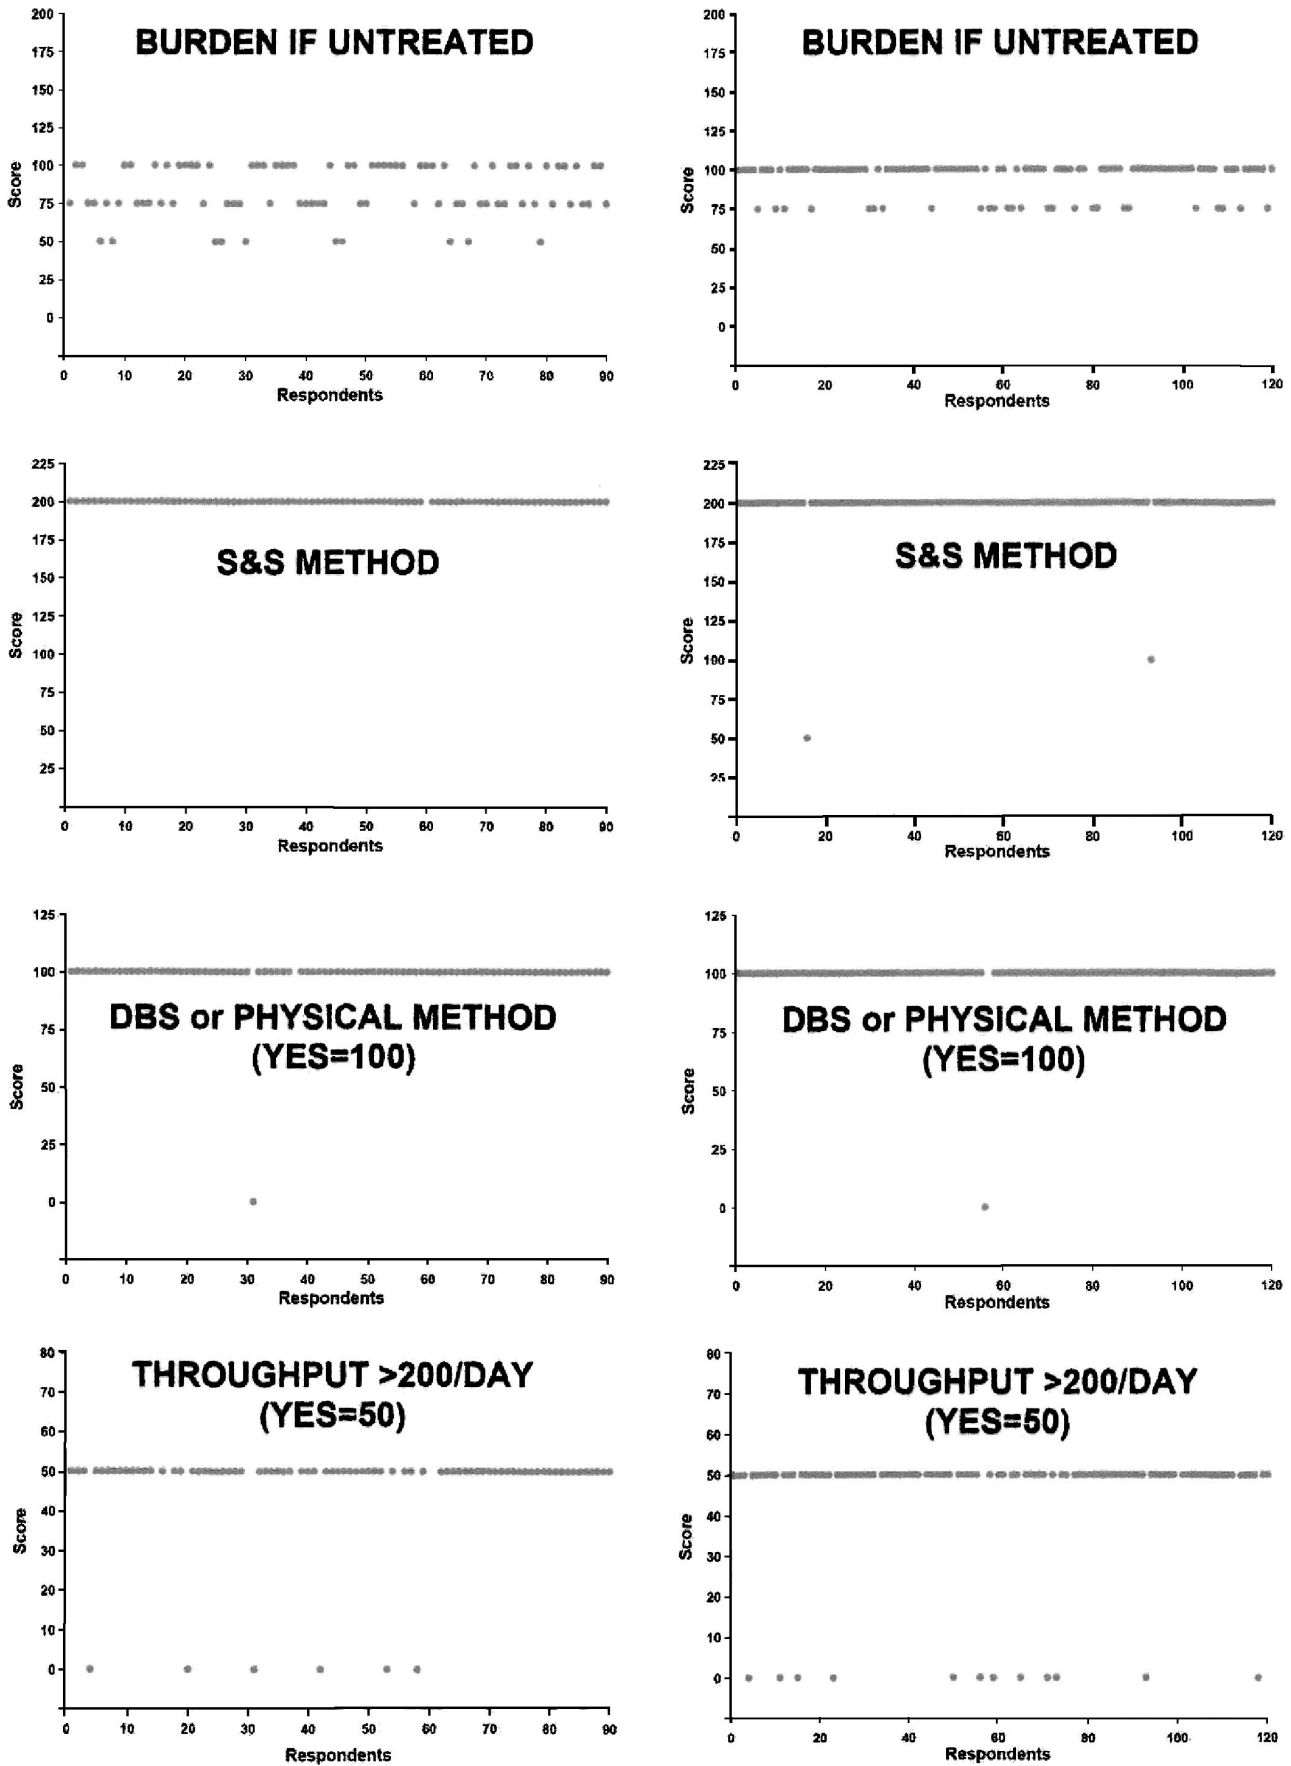 BURDEN IF UNTREATED
200
175
150
125
100
75
50
25
0
Score
0 10 20 30 40 50 60 70 80 90
Respondents
BURDEN IF UNTREATED
200
175
150
125
100
75
50
25
0
Score
0 20 40 60 80 100 120
Respondents
S&S METHOD
225
200
175
150
125
100
75
50
25
Score
0 10 20 30 40 50 60 70 80 90
Respondents
S&S METHOD
225
200
175
150
125
100
75
50
25
Score
0 20 40 60 80 100 120
Respondents
DBS or PHYSICAL METHOD
(YES=100)
125
100
75
50
25
0
Score
0 10 20 30 40 50 60 70 80 90
Respondents
DBS or PHYSICAL METHOD
(YES=100)
125
100
75
50
25
0
Score
0 20 40 60 80 100 120
Respondents
THROUGHPUT >200/DAY
(YES=50)
80
70
60
50
40
30
20
10
0
Score
0 10 20 30 40 50 60 70 80 90
Respondents
THROUGHPUT >200/DAY
(YES=50)
80
70
60
50
40
30
20
10
0
Score
0 20 40 60 80 100 120
Respondents